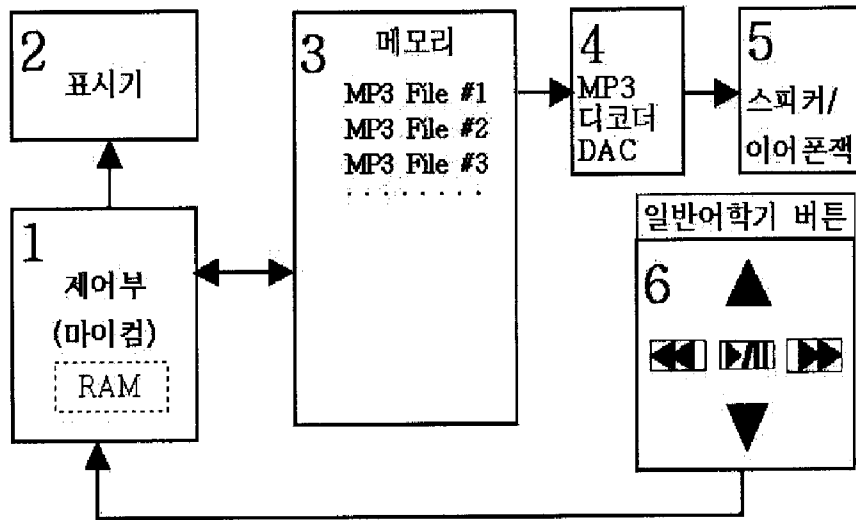 2
표시기
3
메모리
MP3 File #1
MP3 File #2
MP3 File #3
. . . . . . . .
4
MP3
디코더
DAC
5
스피커/
이어폰잭
1
제어부
(마이컴)
RAM
일반어학기 버튼
6